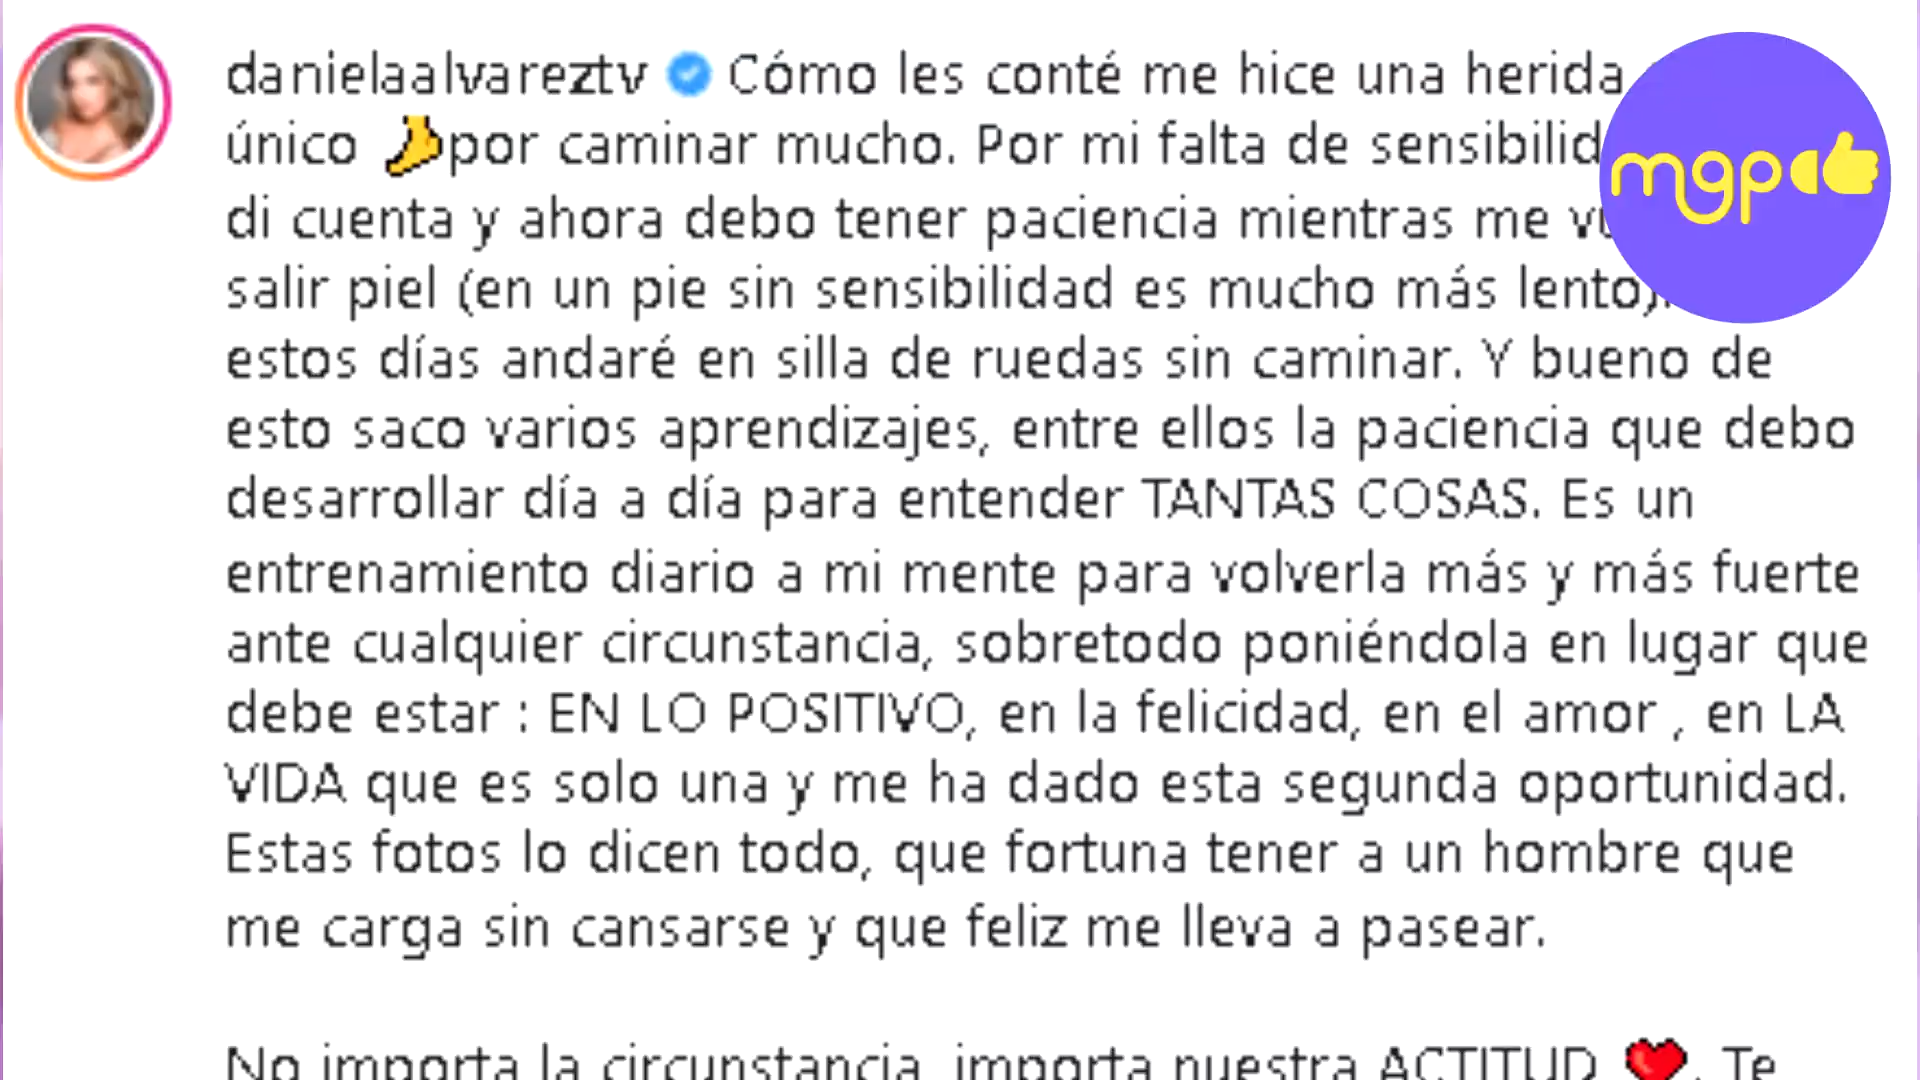 danielaalvareztv Cómo les conté me hice una herida
único 🦶por caminar mucho. Por mi falta de
di cuenta y ahora debo tener paciencia mientras me
salir piel (en un pie sin sensibilidad es mucho más lento).
estos días andaré en silla de ruedas sin caminar. Y bueno de
esto saco varios aprendizajes, entre ellos la paciencia que debo
desarrollar día a día para entender TANTAS COSAS. Es un
entrenamiento diario a mi mente para volverla más y más fuerte
ante cualquier circunstancia, sobretodo poniéndola en lugar que
debe estar : EN LO POSITIVO, en la felicidad, en el amor , en LA
VIDA que es solo una y me ha dado esta segunda oportunidad.
Estas fotos lo dicen todo, que fortuna tener a un hombre que
me carga sin cansarse y que feliz me lleva a pasear.
No importa la circunstancia, importa nuestra ACTITUD ❤️. Te
mgp